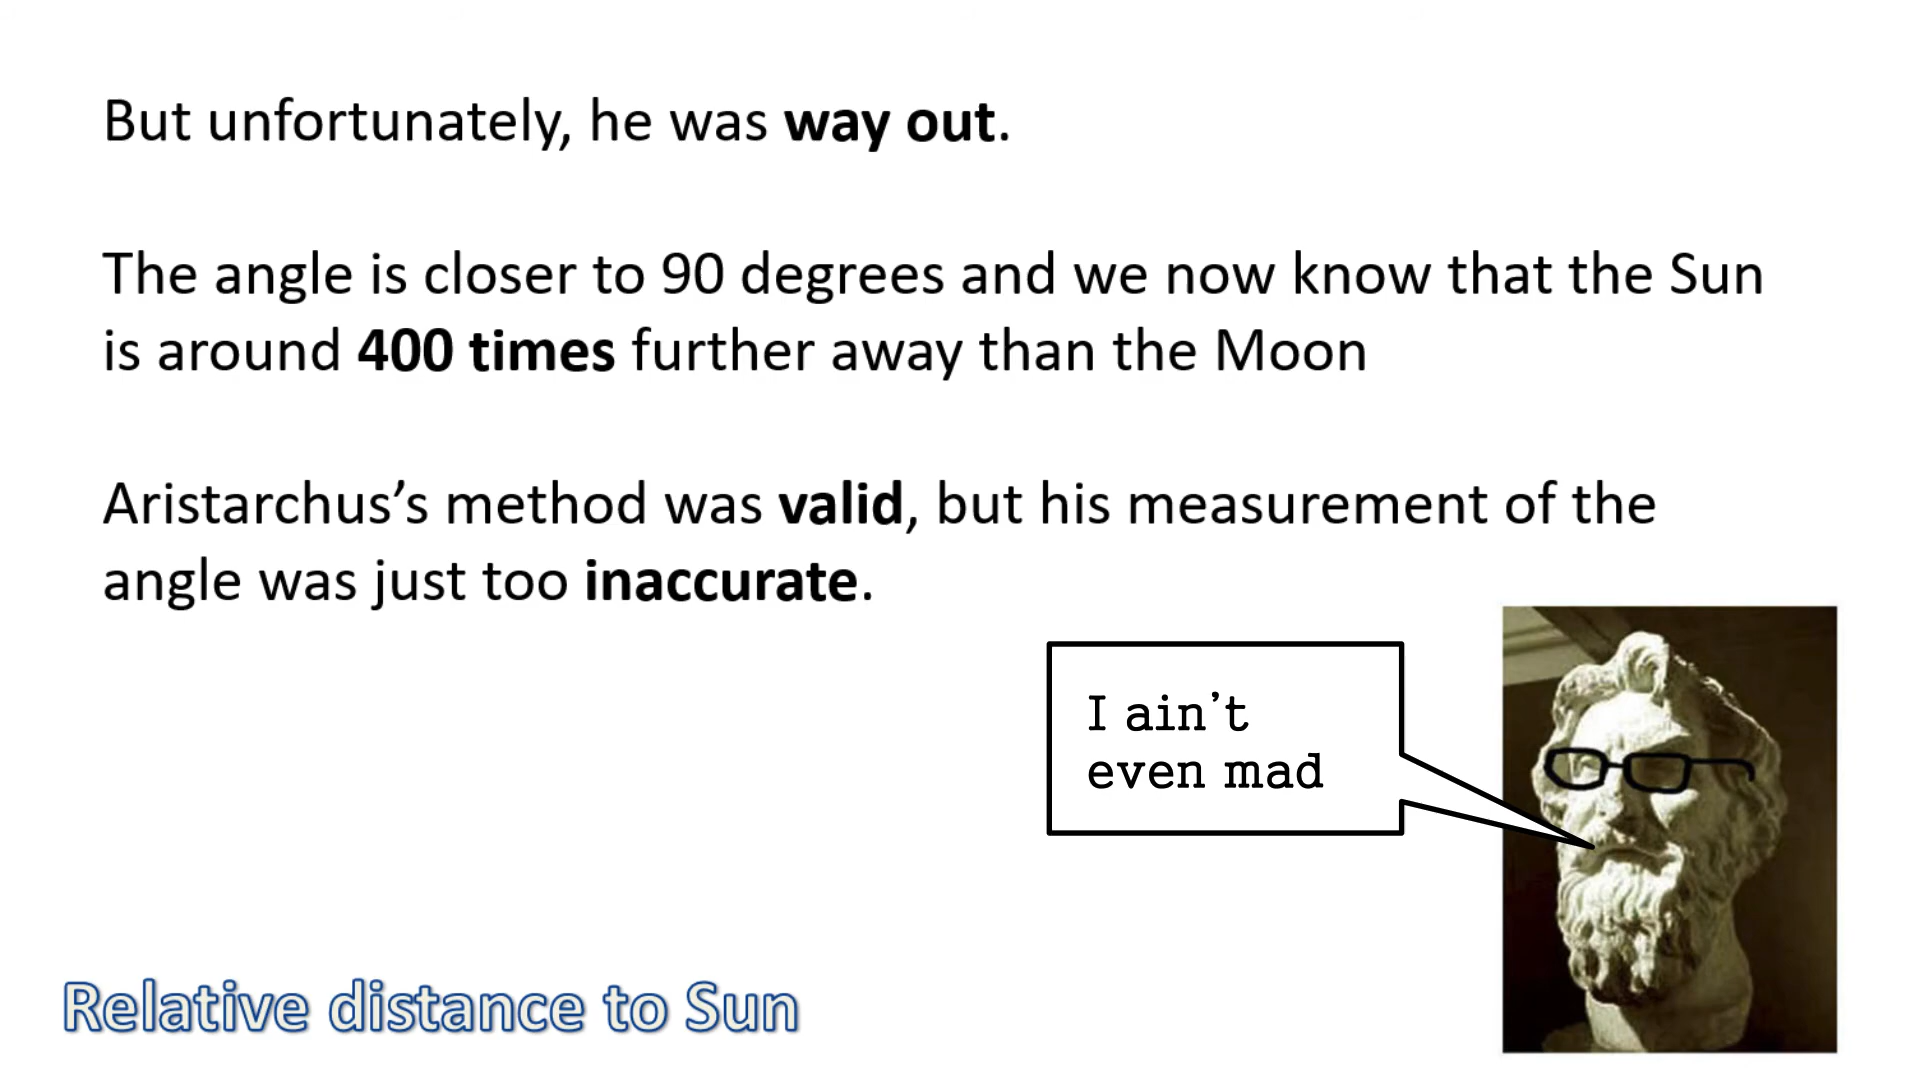 But unfortunately, he was way out.
The angle is closer to 90 degrees and we now know that the Sun
is around 400 times further away than the Moon
Aristarchus’s method was valid, but his measurement of the
angle was just too inaccurate.
I ain’t
even mad
Relative distance to Sun